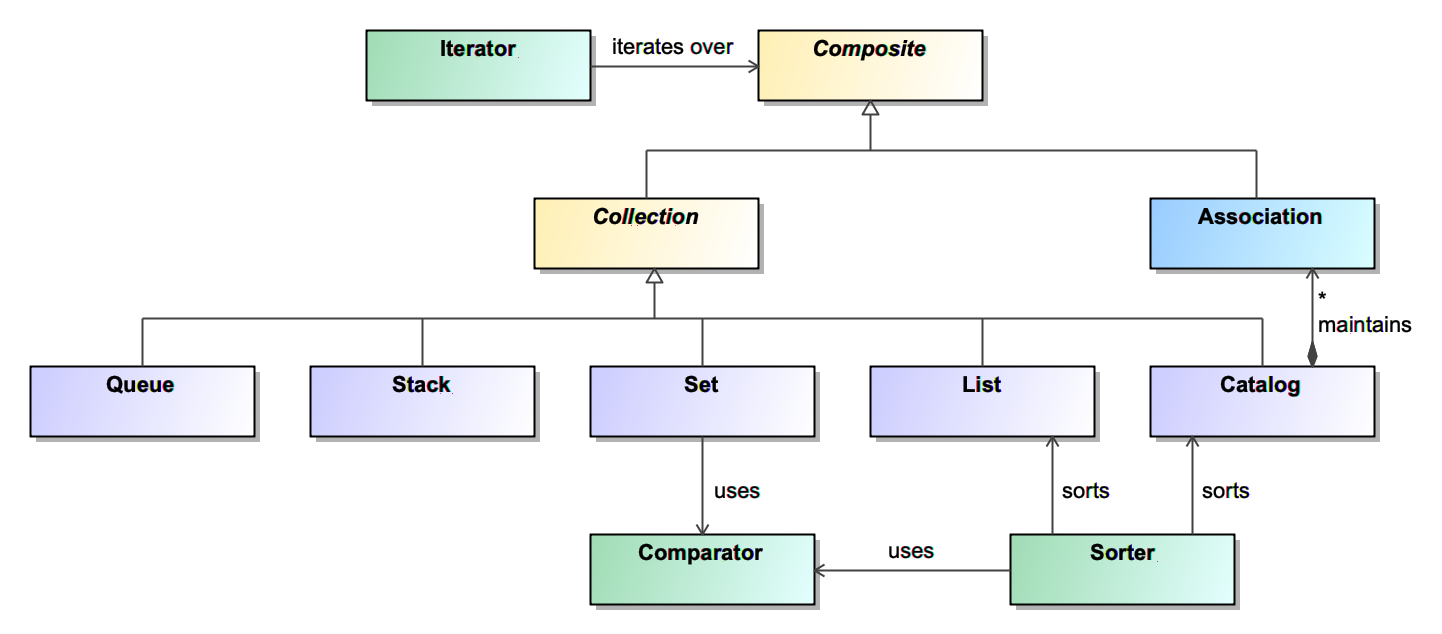 Iterator
iterates over
Composite
Collection
Association
*
maintains
Queue
Stack
Set
List
Catalog
uses
sorts
sorts
Comparator
uses
Sorter